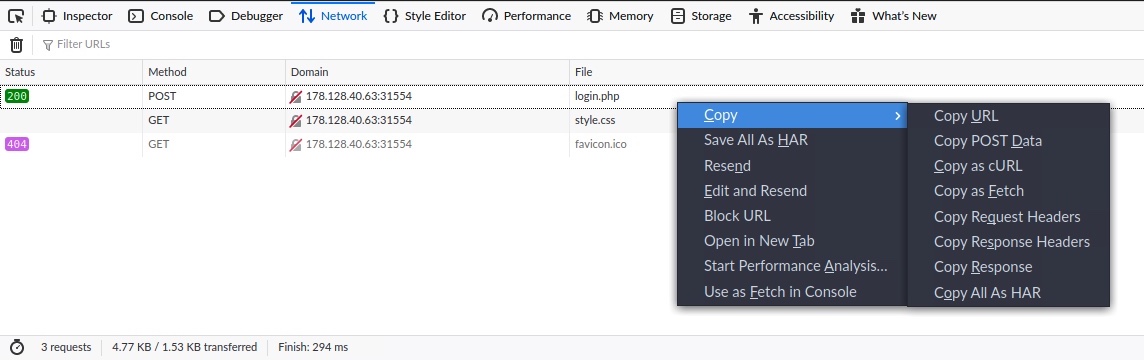 Inspector Console Debugger Network Style Editor Performance Memory Storage Accessibility What's New
Filter URLs
Status Method Domain File
200 POST 178.128.40.63:31554 login.php
GET 178.128.40.63:31554 style.css
404 GET 178.128.40.63:31554 favicon.ico
Copy
Save All As HAR
Resend
Edit and Resend
Block URL
Open in New Tab
Start Performance Analysis...
Use as Fetch in Console
Copy URL
Copy POST Data
Copy as cURL
Copy as Fetch
Copy Request Headers
Copy Response Headers
Copy Response
Copy All As HAR
3 requests 4.77 KB / 1.53 KB transferred Finish: 294 ms